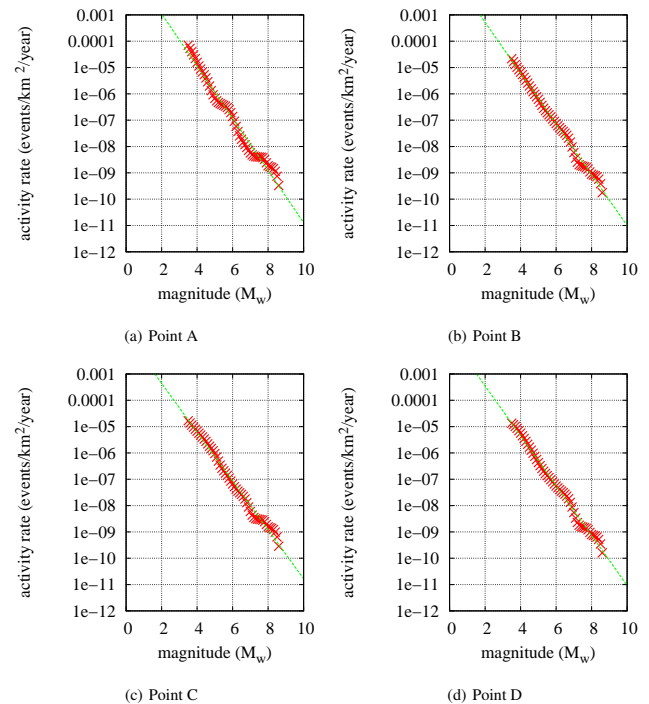 activity rate (events/km²/year)
0.001
0.0001
1e−05
1e−06
1e−07
1e−08
1e−09
1e−10
1e−11
1e−12
0 2 4 6 8 10
magnitude (M_w)
(a) Point A
activity rate (events/km²/year)
0.001
0.0001
1e−05
1e−06
1e−07
1e−08
1e−09
1e−10
1e−11
1e−12
0 2 4 6 8 10
magnitude (M_w)
(b) Point B
activity rate (events/km²/year)
0.001
0.0001
1e−05
1e−06
1e−07
1e−08
1e−09
1e−10
1e−11
1e−12
0 2 4 6 8 10
magnitude (M_w)
(c) Point C
activity rate (events/km²/year)
0.001
0.0001
1e−05
1e−06
1e−07
1e−08
1e−09
1e−10
1e−11
1e−12
0 2 4 6 8 10
magnitude (M_w)
(d) Point D